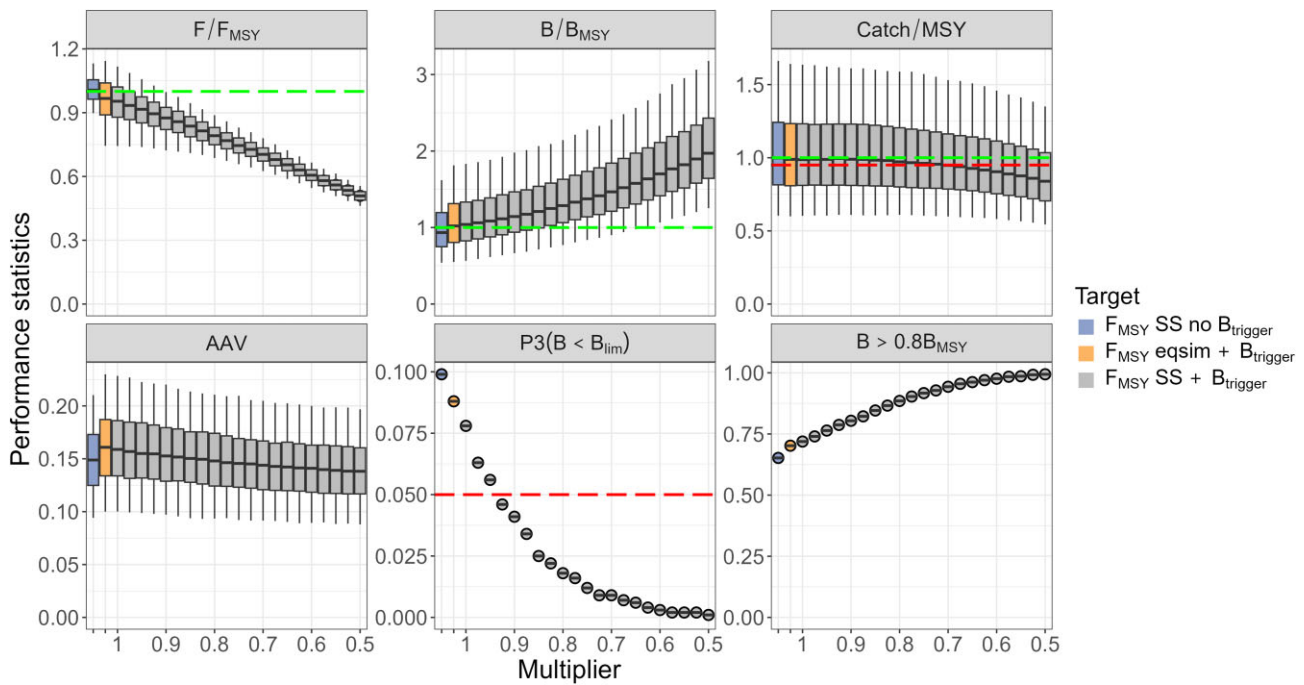 F/F_MSY
B/B_MSY
Catch/MSY
1.2
0.9
0.6
0.3
0.0
3
2
1
0
1.5
1.0
0.5
0.0
Performance statistics
Target
F_MSY SS no B_trigger
F_MSY eqsim + B_trigger
F_MSY SS + B_trigger
AAV
P3(B < B_lim)
B > 0.8B_MSY
0.20
0.15
0.10
0.05
0.00
0.100
0.075
0.050
0.025
0.000
1.00
0.75
0.50
0.25
0.00
1 0.9 0.8 0.7 0.6 0.5
1 0.9 0.8 0.7 0.6 0.5
1 0.9 0.8 0.7 0.6 0.5
Multiplier